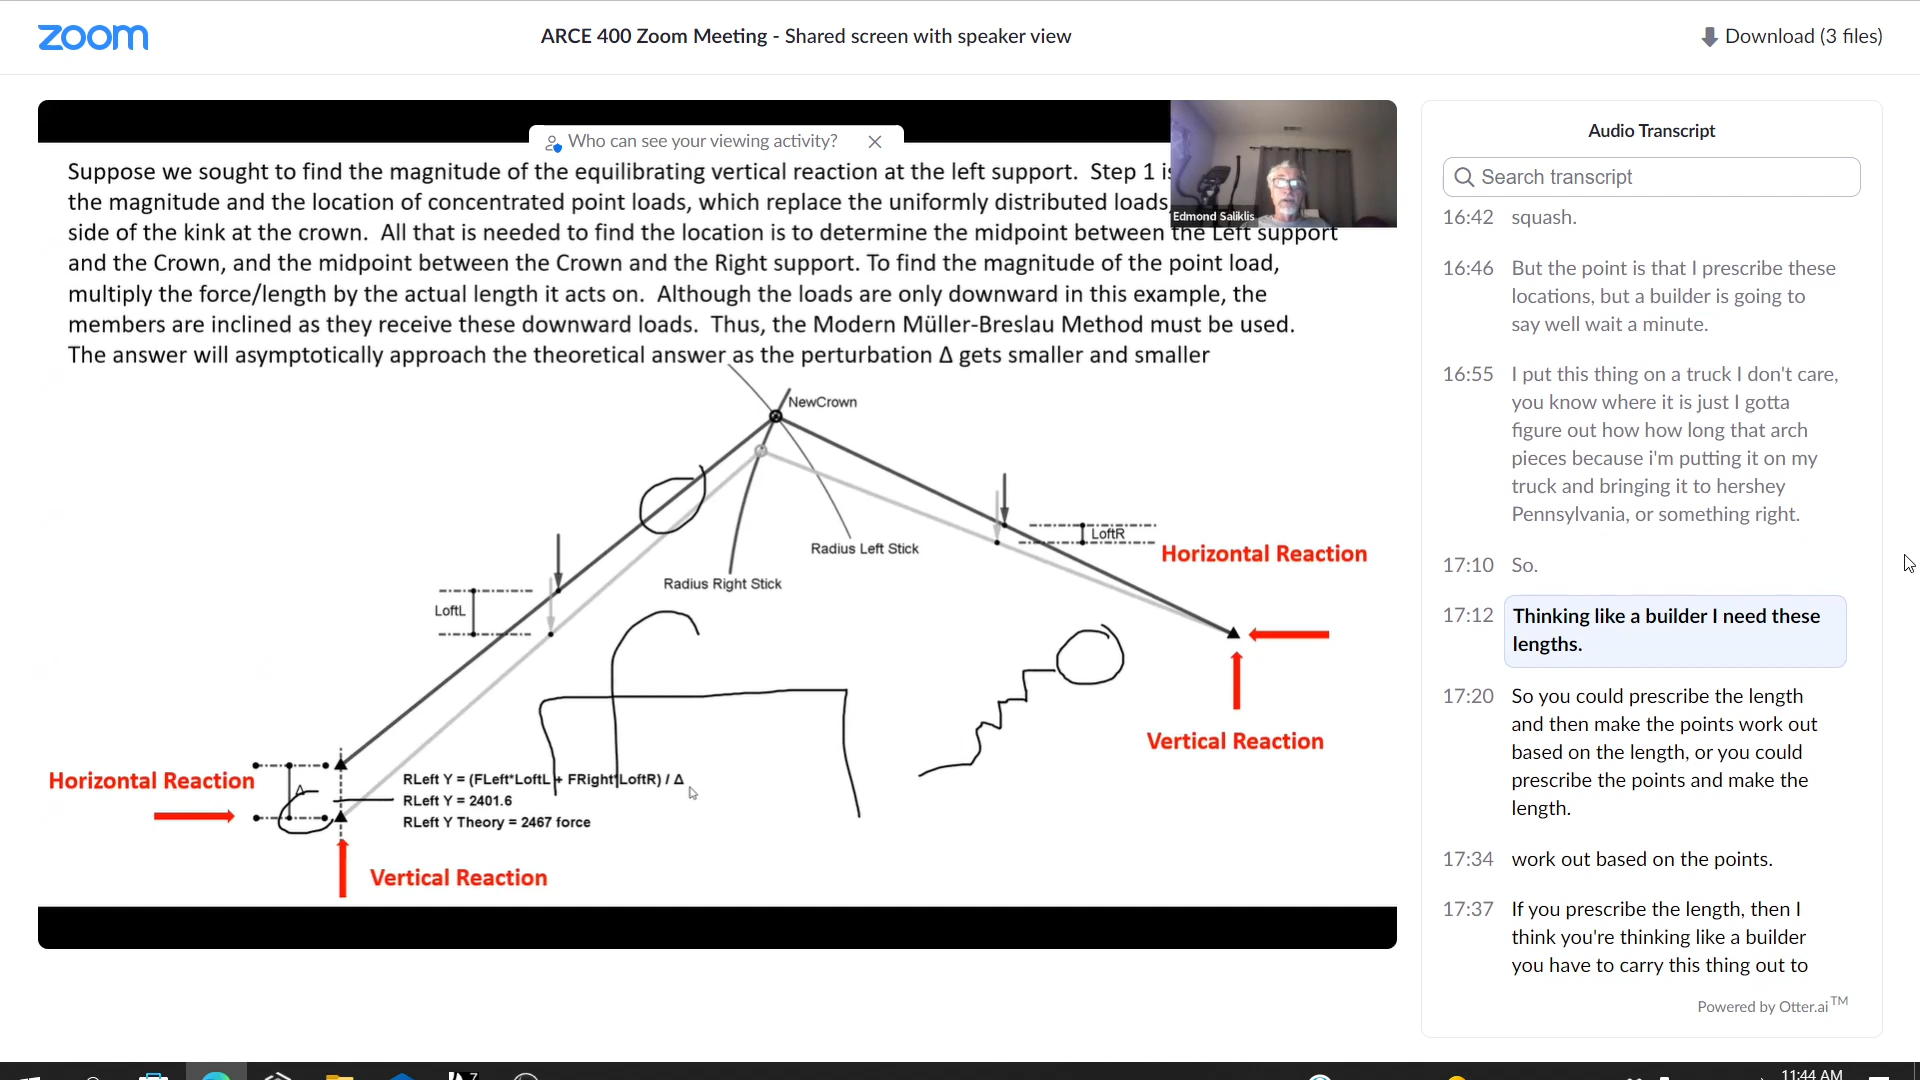 zoom
ARCE 400 Zoom Meeting - Shared screen with speaker view
Download (3 files)
Who can see your viewing activity?
Suppose we sought to find the magnitude of the equilibrating vertical reaction at the left support. Step 1
the magnitude and the location of concentrated point loads, which replace the uniformly distributed loads
side of the kink at the crown. All that is needed to find the location is to determine the midpoint between the Left support
and the Crown, and the midpoint between the Crown and the Right support. To find the magnitude of the point load,
multiply the force/length by the actual length it acts on. Although the loads are only downward in this example, the
members are inclined as they receive these downward loads. Thus, the Modern Müller-Breslau Method must be used.
The answer will asymptotically approach the theoretical answer as the perturbation Δ gets smaller and smaller
Edmond Saliklis
NewCrown
LoftR
Radius Left Stick
Horizontal Reaction
Radius Right Stick
LoftL
Vertical Reaction
Horizontal Reaction
Δ
RLeft Y = (FLeft*LoftL + FRight*LoftR) / Δ
RLeft Y = 2401.6
RLeft Y Theory = 2467 force
Vertical Reaction
Audio Transcript
Search transcript
16:42 squash.
16:46 But the point is that I prescribe these
locations, but a builder is going to
say well wait a minute.
16:55 I put this thing on a truck I don't care,
you know where it is just I gotta
figure out how how long that arch
pieces because i'm putting it on my
truck and bringing it to hershey
Pennsylvania, or something right.
17:10 So.
17:12 Thinking like a builder I need these
lengths.
17:20 So you could prescribe the length
and then make the points work out
based on the length, or you could
prescribe the points and make the
length.
17:34 work out based on the points.
17:37 If you prescribe the length, then I
think you're thinking like a builder
you have to carry this thing out to
Powered by Otter.ai TM
11:44 AM